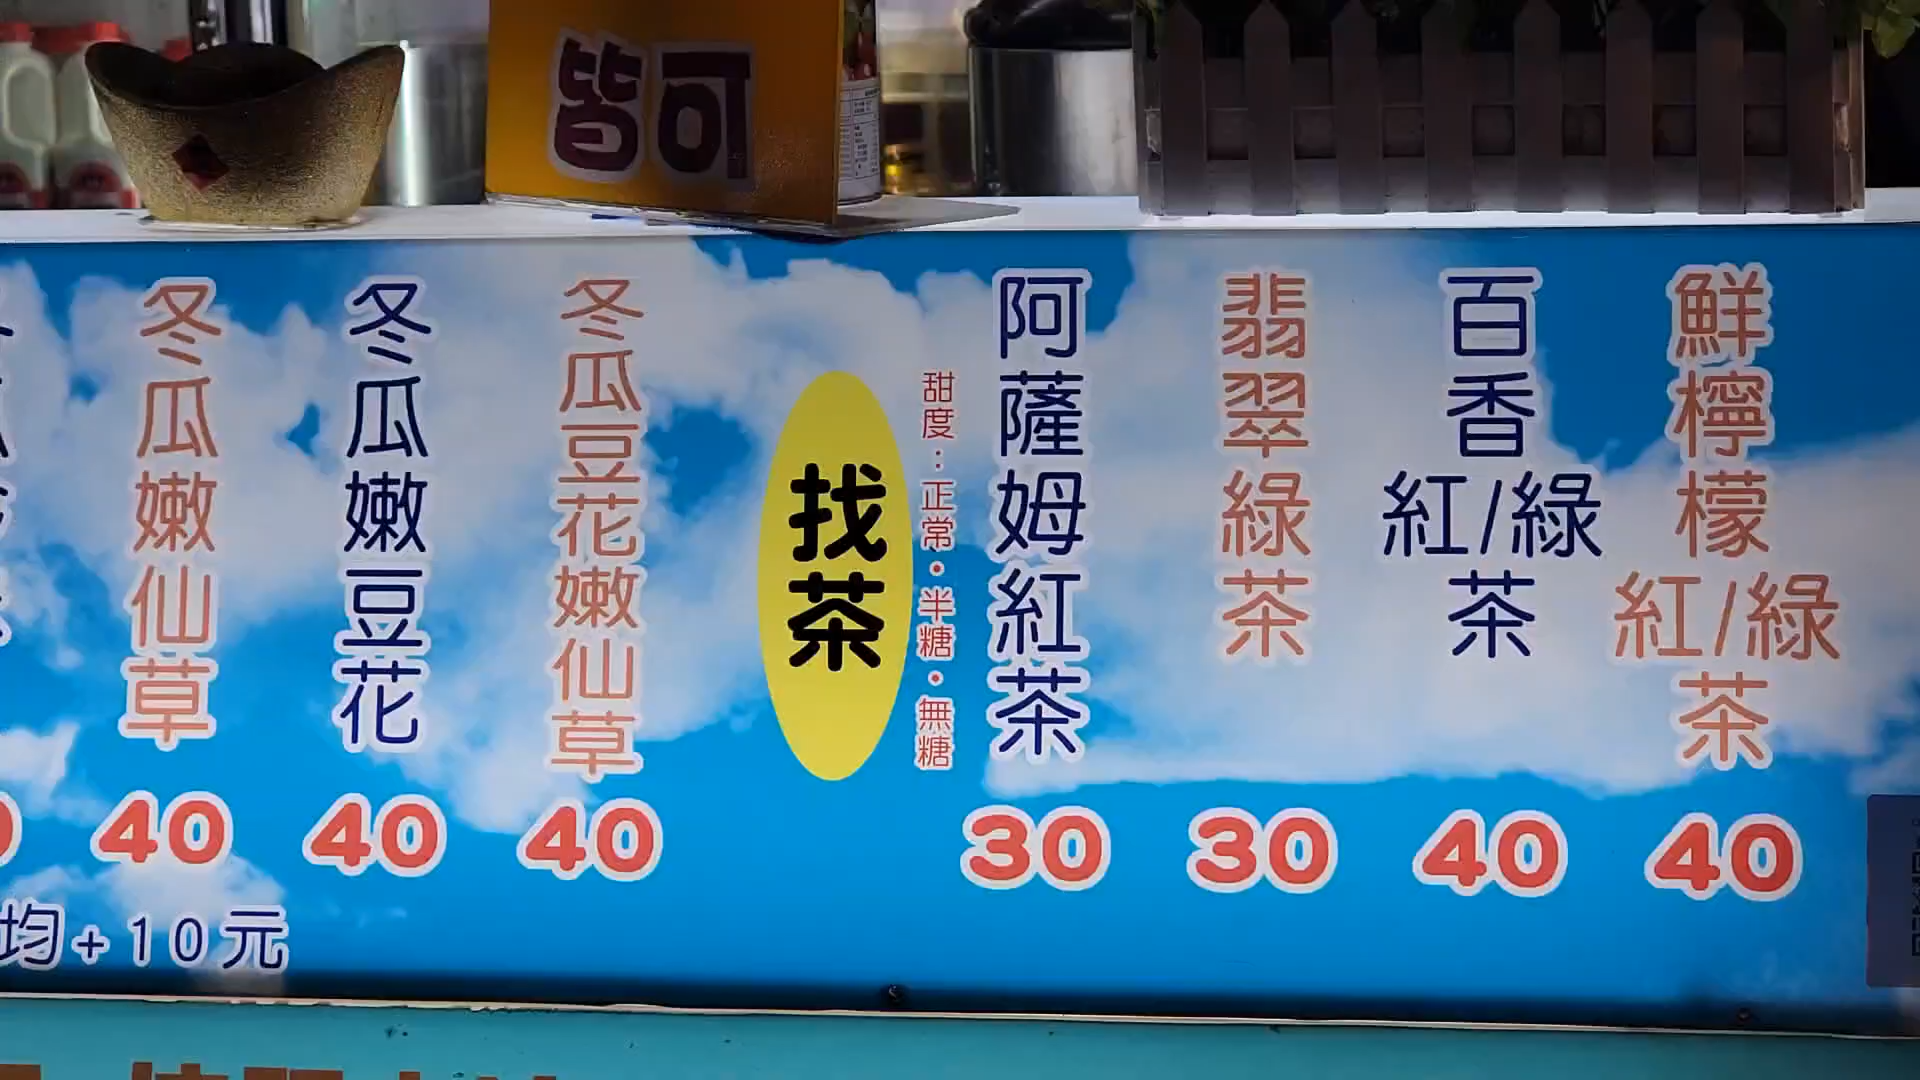 皆可
冬瓜嫩仙草
40
冬瓜嫩豆花
40
冬瓜豆花嫩仙草
40
找茶
甜度:正常•半糖•無糖
阿薩姆紅茶
30
翡翠綠茶
30
百香紅/綠茶
40
鮮檸檬紅/綠茶
40
均+10元